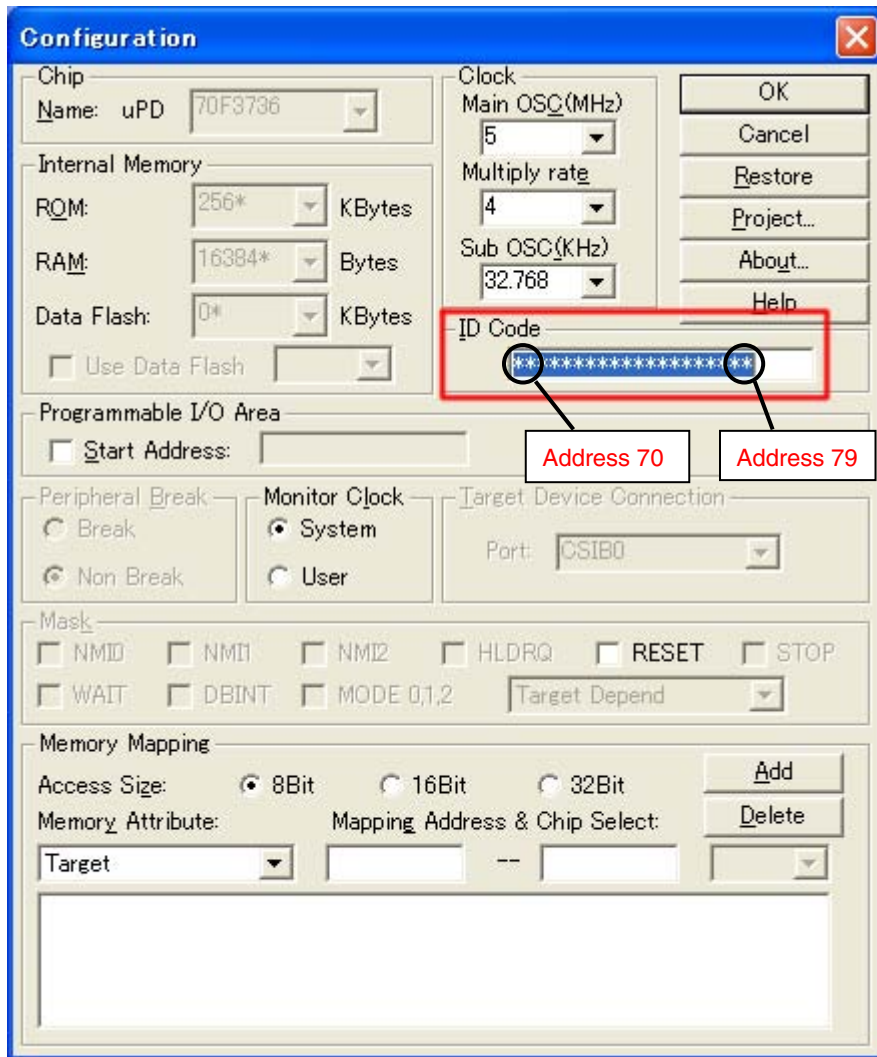 Configuration
Chip
Name: uPD 70F3736
Internal Memory
ROM: 256* KBytes
RAM: 16384* Bytes
Data Flash: 0* KBytes
Use Data Flash
Clock
Main OSC(MHz)
5
Multiply rate
4
Sub OSC(KHz)
32.768
OK
Cancel
Restore
Project...
About...
Help
ID Code
********************
Address 70 Address 79
Programmable I/O Area
Start Address:
Peripheral Break
Break
Non Break
Monitor Clock
System
User
Target Device Connection
Port: CSIB0
Mask
NMI0 NMI1 NMI2 HLDRQ RESET STOP
WAIT DBINT MODE 0,1,2 Target Depend
Memory Mapping
Access Size: 8Bit 16Bit 32Bit Add
Memory Attribute: Mapping Address & Chip Select: Delete
Target --